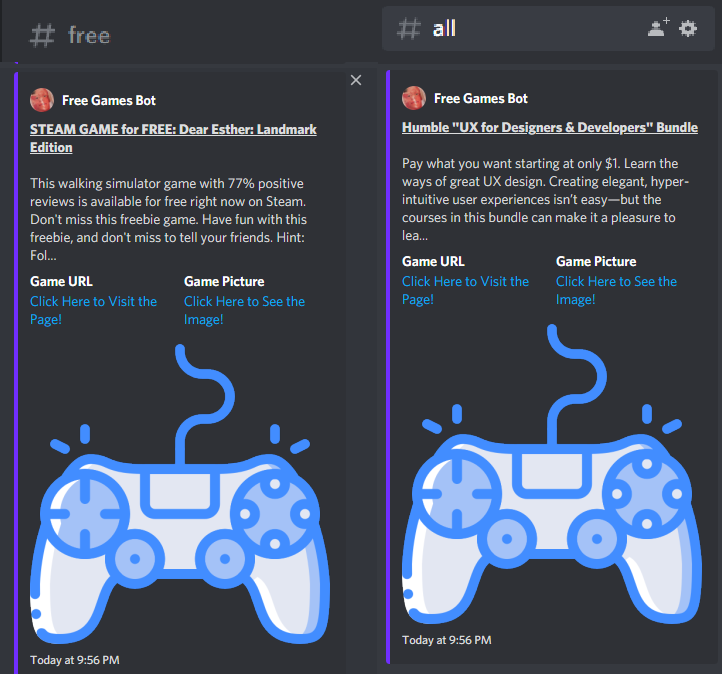 # free
Free Games Bot
STEAM GAME for FREE: Dear Esther: Landmark
Edition
This walking simulator game with 77% positive
reviews is available for free right now on Steam.
Don't miss this freebie game. Have fun with this
freebie, and don't miss to tell your friends. Hint:
Fol...
Game URL Game Picture
Click Here to Visit the Click Here to See the
Page! Image!
Today at 9:56 PM
# all
Free Games Bot
Humble "UX for Designers & Developers" Bundle
Pay what you want starting at only $1. Learn the
ways of great UX design. Creating elegant, hyper-
intuitive user experiences isn't easy—but the
courses in this bundle can make it a pleasure to
lea...
Game URL Game Picture
Click Here to Visit the Click Here to See the
Page! Image!
Today at 9:56 PM